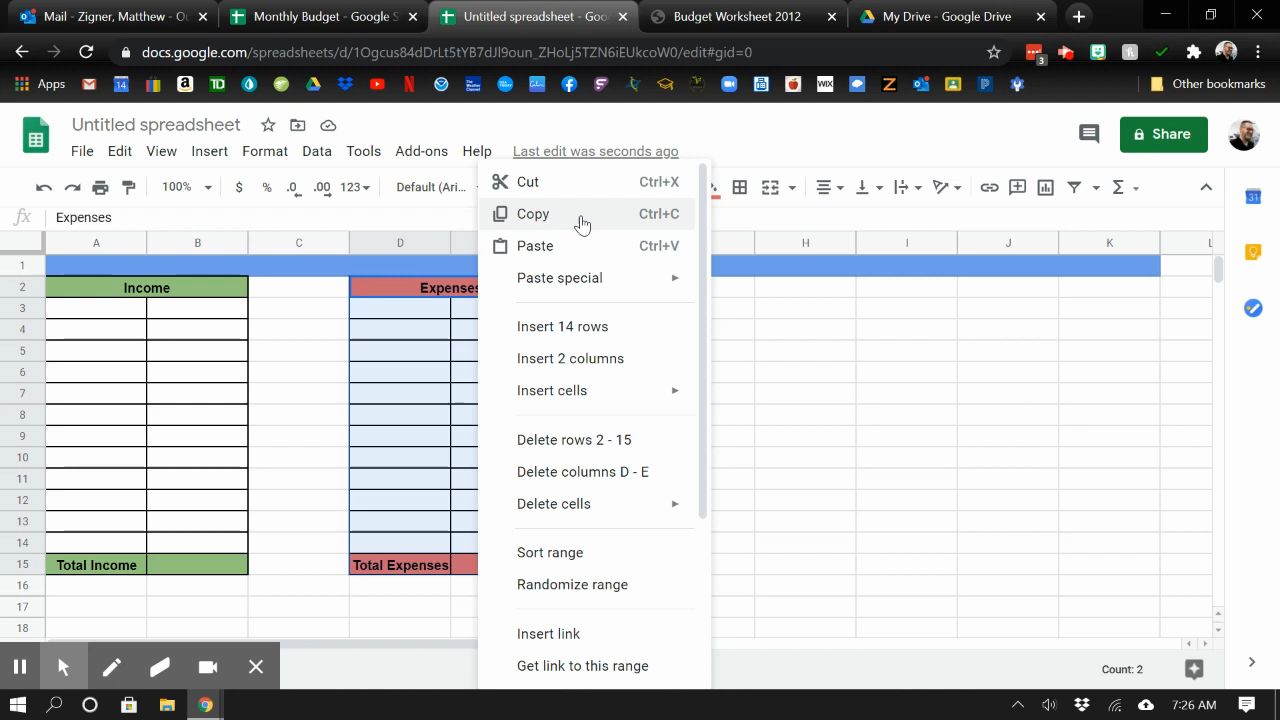 Mail - Zigner, Matthew - Ou
Monthly Budget - Google S
Untitled spreadsheet - Goo
Budget Worksheet 2012
My Drive - Google Drive
docs.google.com/spreadsheets/d/1Ogcus84dDrLt5tYB7dJl9oun_ZHoLj5TZN6iEUkcoW0/edit#gid=0
3
Apps
Other bookmarks
Untitled spreadsheet
File Edit View Insert Format Data Tools Add-ons Help Last edit was seconds ago
Share
100% $ % .0 .00 123 Default (Ari...
fx Expenses
A B C D H I J K L
1
2 Income Expenses
3
4
5
6
7
8
9
10
11
12
13
14
15 Total Income Total Expenses
16
17
18
Cut Ctrl+X
Copy Ctrl+C
Paste Ctrl+V
Paste special
Insert 14 rows
Insert 2 columns
Insert cells
Delete rows 2 - 15
Delete columns D - E
Delete cells
Sort range
Randomize range
Insert link
Get link to this range
Count: 2
7:26 AM